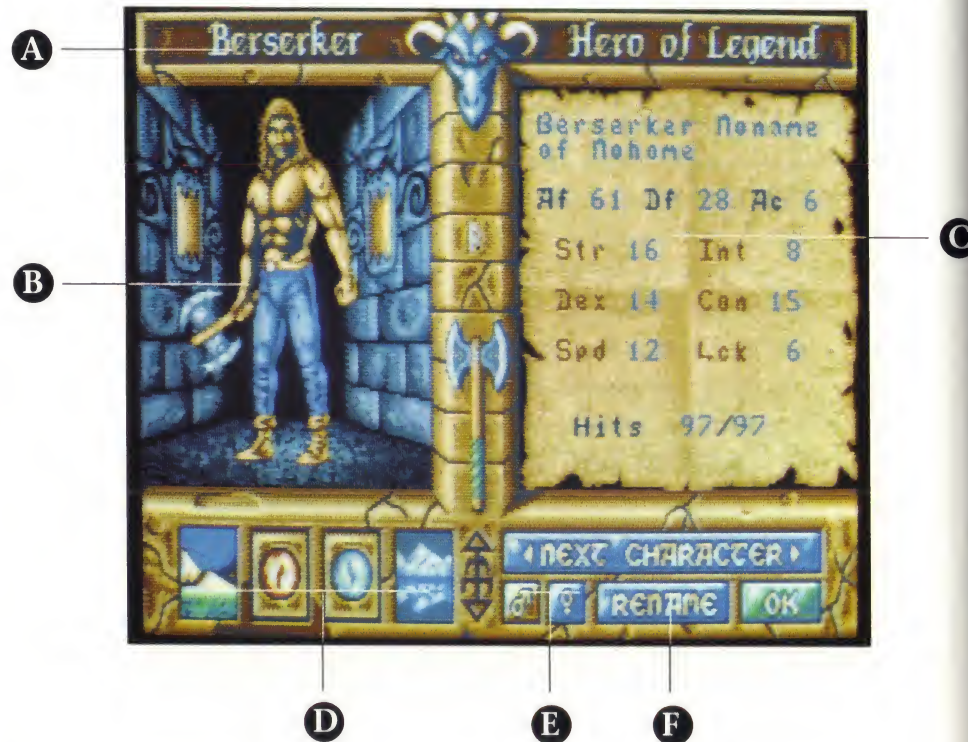 A
Berserker
Hero of Legend
Berserker Noname
of Nohome
Af 61 Df 28 Ac 6
Str 16 Int 8
C
B
Dex 14 Con 15
Spd 12 Lck 6
Hits 97/97
NEXT CHARACTER
RENAME
OK
D
E
F